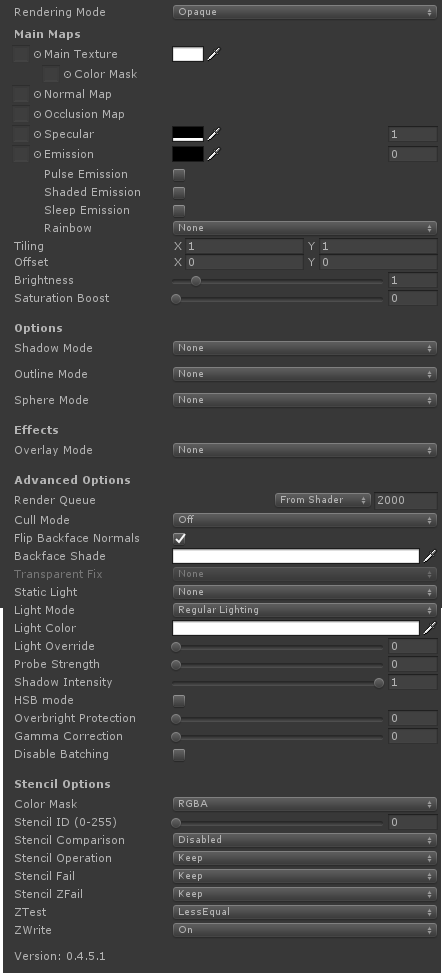 Rendering Mode Opaque
Main Maps
Main Texture
Color Mask
Normal Map
Occlusion Map
Specular 1
Emission 0
Pulse Emission
Shaded Emission
Sleep Emission
Rainbow None
Tiling X 1 Y 1
Offset X 0 Y 0
Brightness 1
Saturation Boost 0
Options
Shadow Mode None
Outline Mode None
Sphere Mode None
Effects
Overlay Mode None
Advanced Options
Render Queue From Shader 2000
Cull Mode Off
Flip Backface Normals
Backface Shade
Transparent Fix None
Static Light None
Light Mode Regular Lighting
Light Color
Light Override 0
Probe Strength 0
Shadow Intensity 1
HSB mode
Overbright Protection 0
Gamma Correction 0
Disable Batching
Stencil Options
Color Mask RGBA
Stencil ID (0-255) 0
Stencil Comparison Disabled
Stencil Operation Keep
Stencil Fail Keep
Stencil ZFail Keep
ZTest LessEqual
ZWrite On
Version: 0.4.5.1